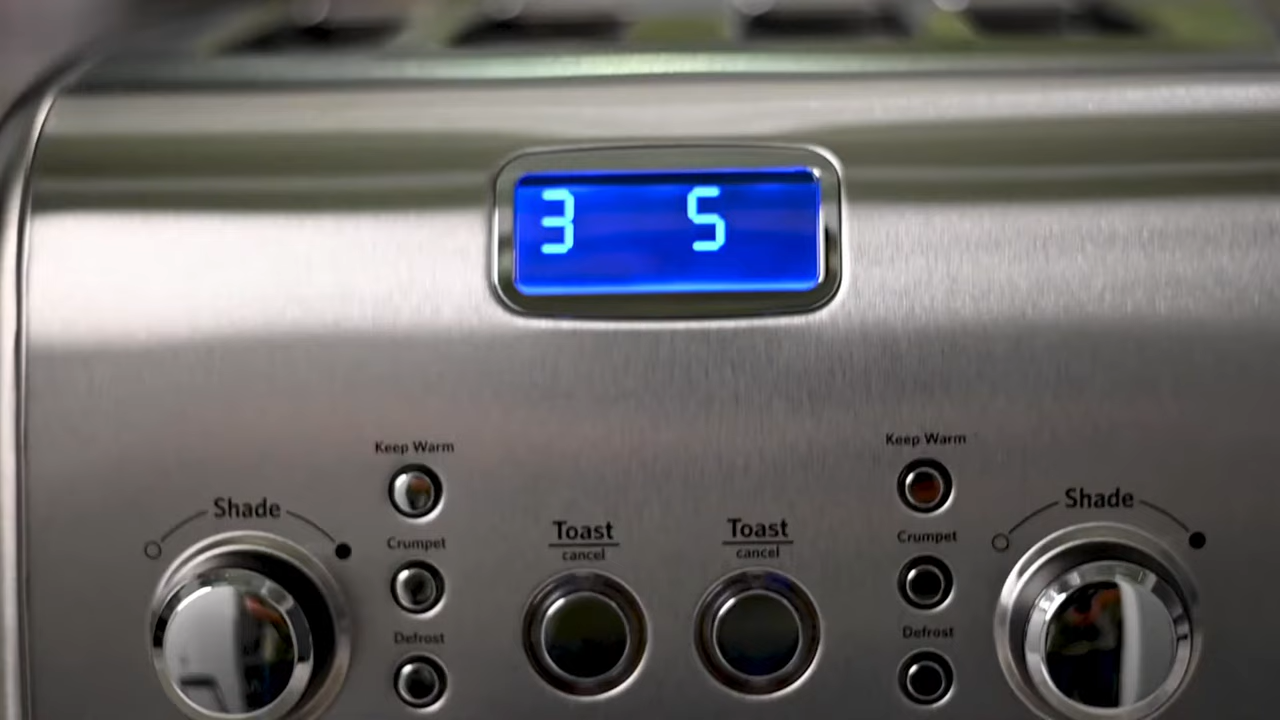 3 5
Keep Warm Keep Warm
Shade Shade
Crumpet Toast Toast Crumpet
cancel cancel
Defrost Defrost